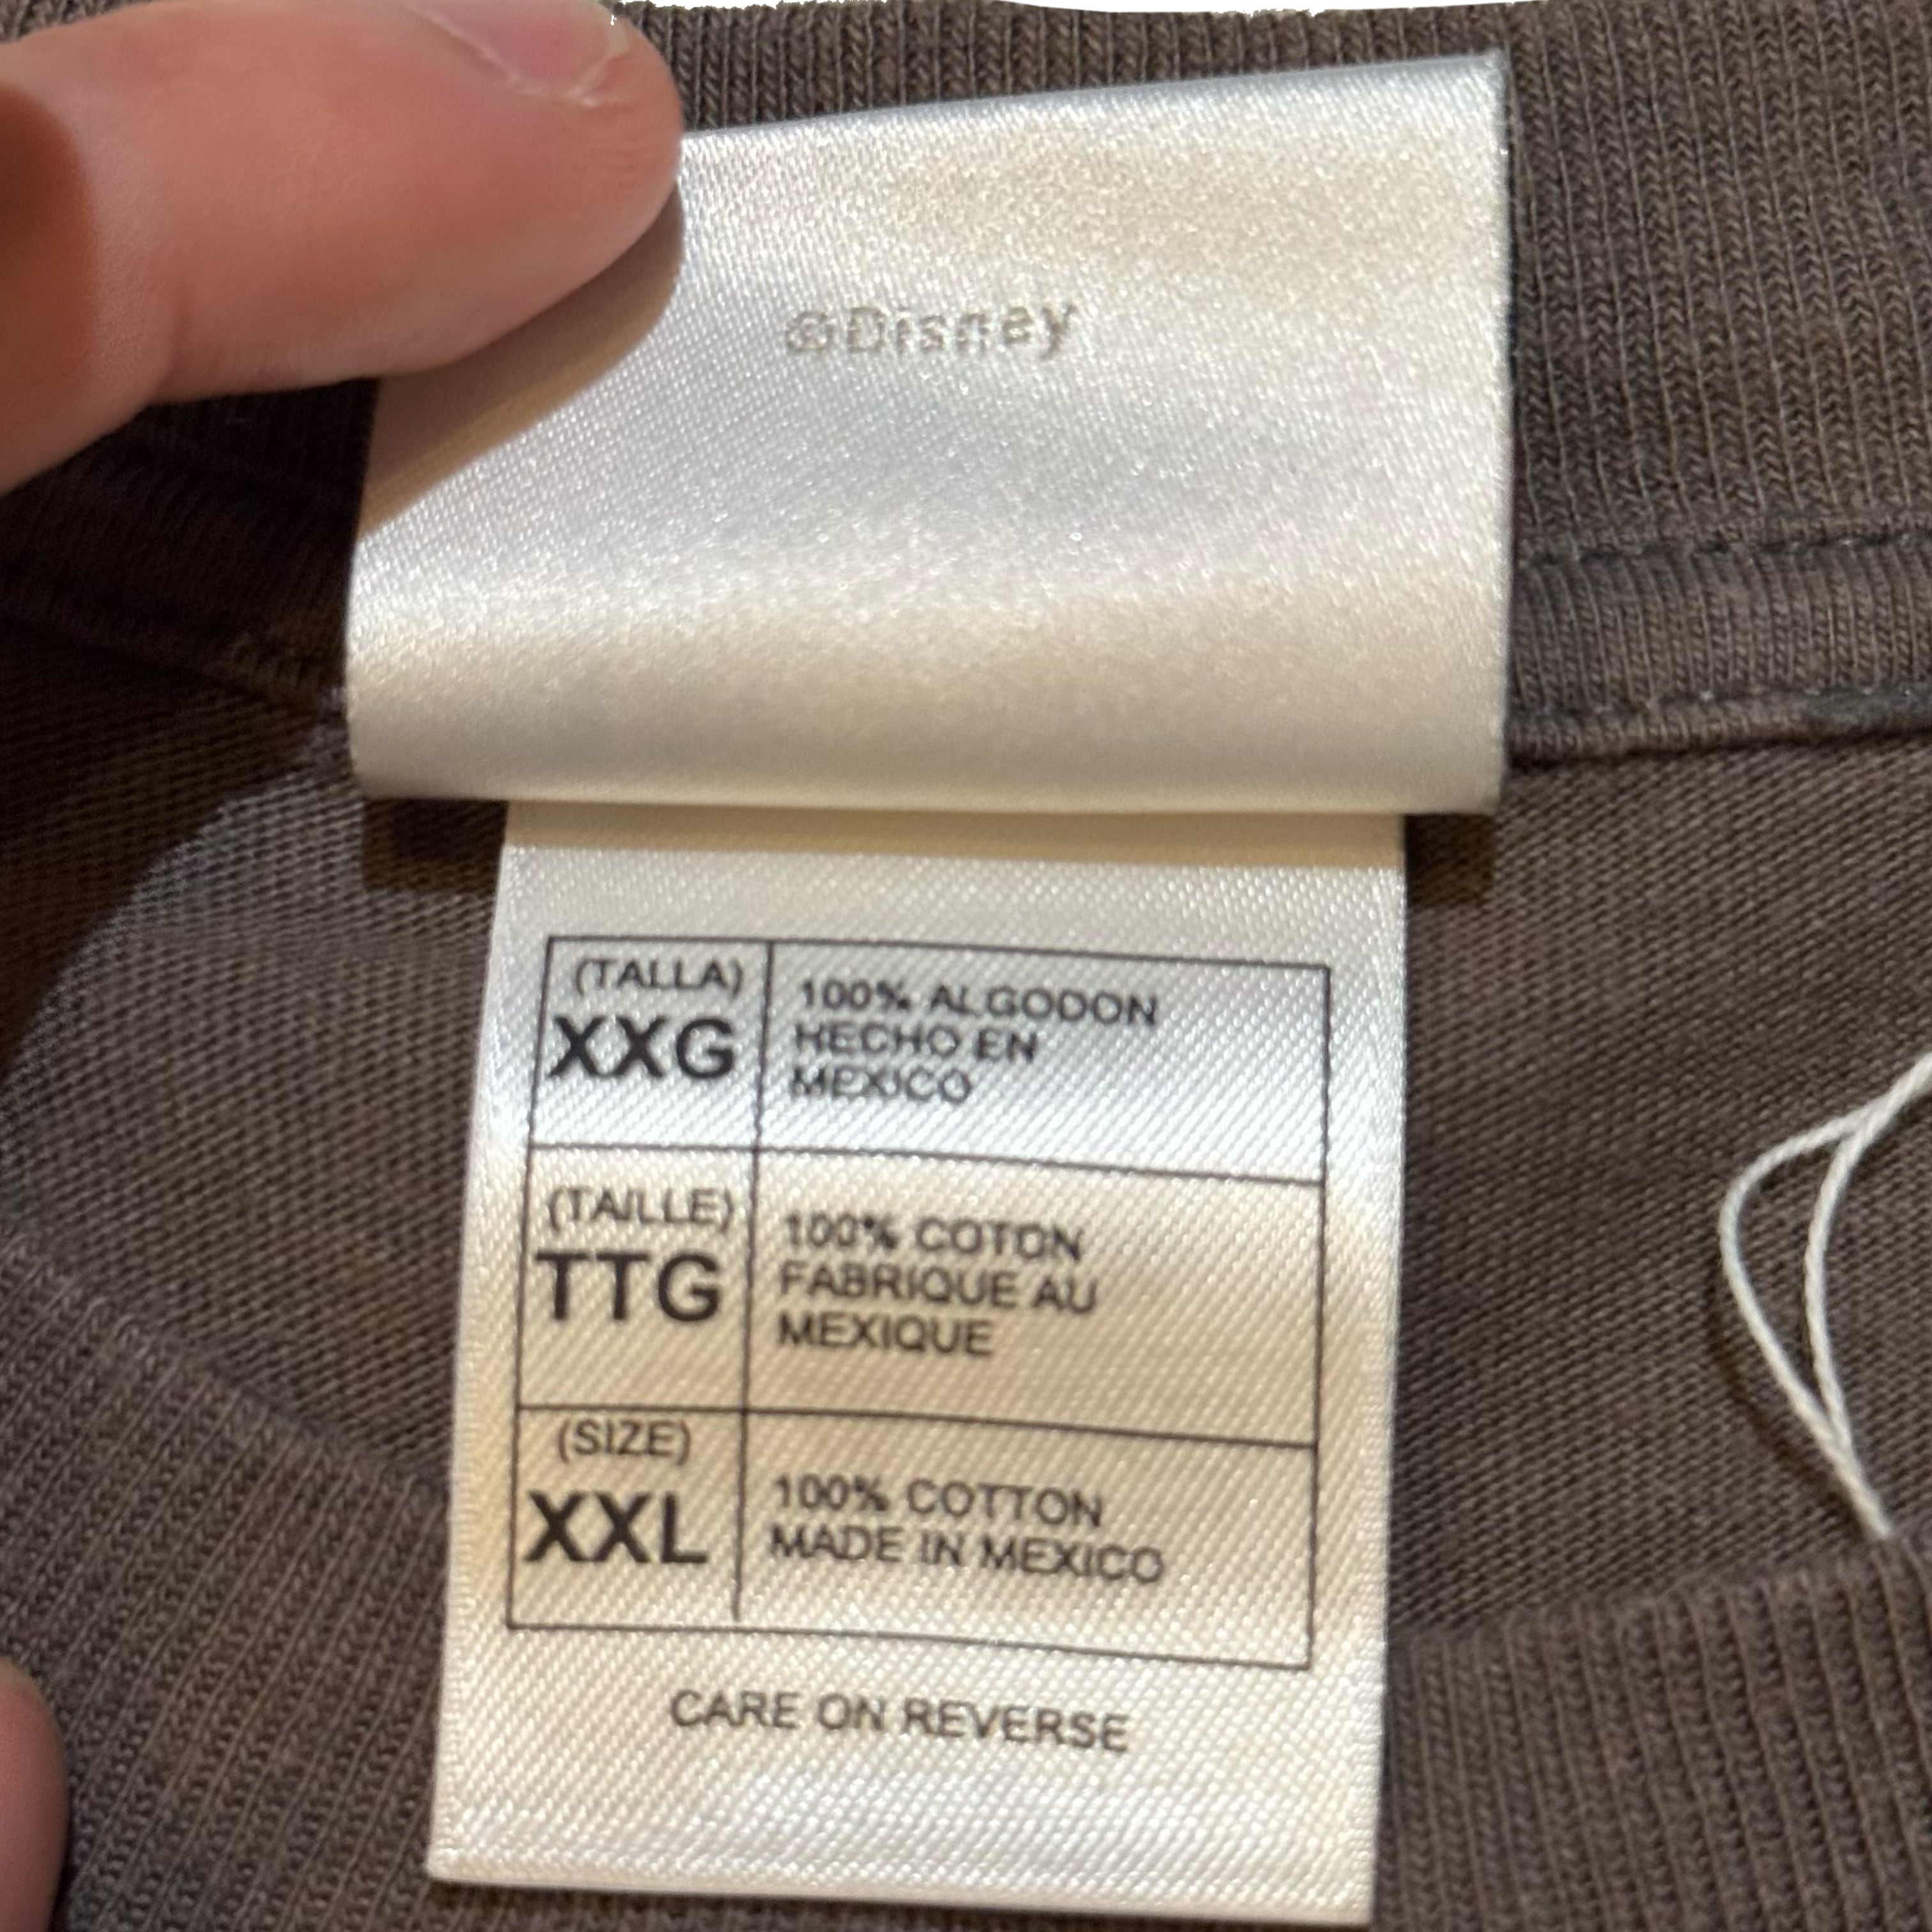 ©Disney
(TALLA)
XXG
100% ALGODON
HECHO EN
MEXICO
(TAILLE)
TTG
100% COTON
FABRIQUE AU
MEXIQUE
(SIZE)
XXL
100% COTTON
MADE IN MEXICO
CARE ON REVERSE